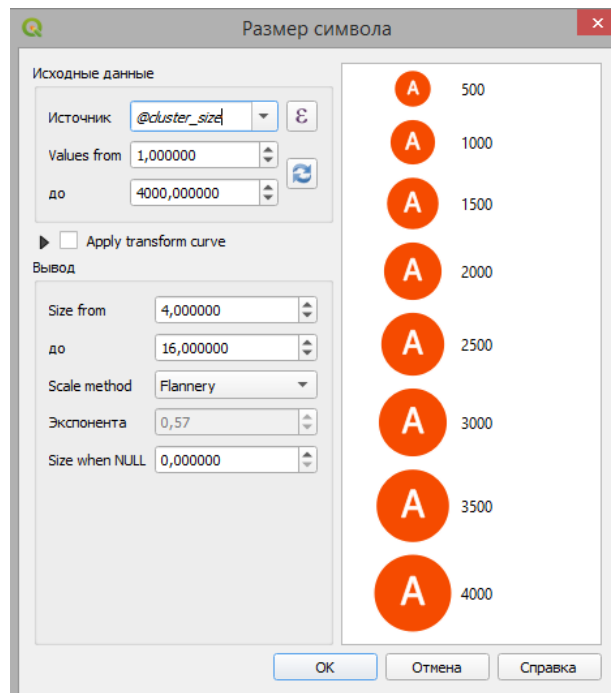 Размер символа
Исходные данные
Источник @cluster_size ε
Values from 1,000000
до 4000,000000
Apply transform curve
Вывод
Size from 4,000000
до 16,000000
Scale method Flannery
Экспонента 0,57
Size when NULL 0,000000
A 500
A 1000
A 1500
A 2000
A 2500
A 3000
A 3500
A 4000
OK Отмена Справка